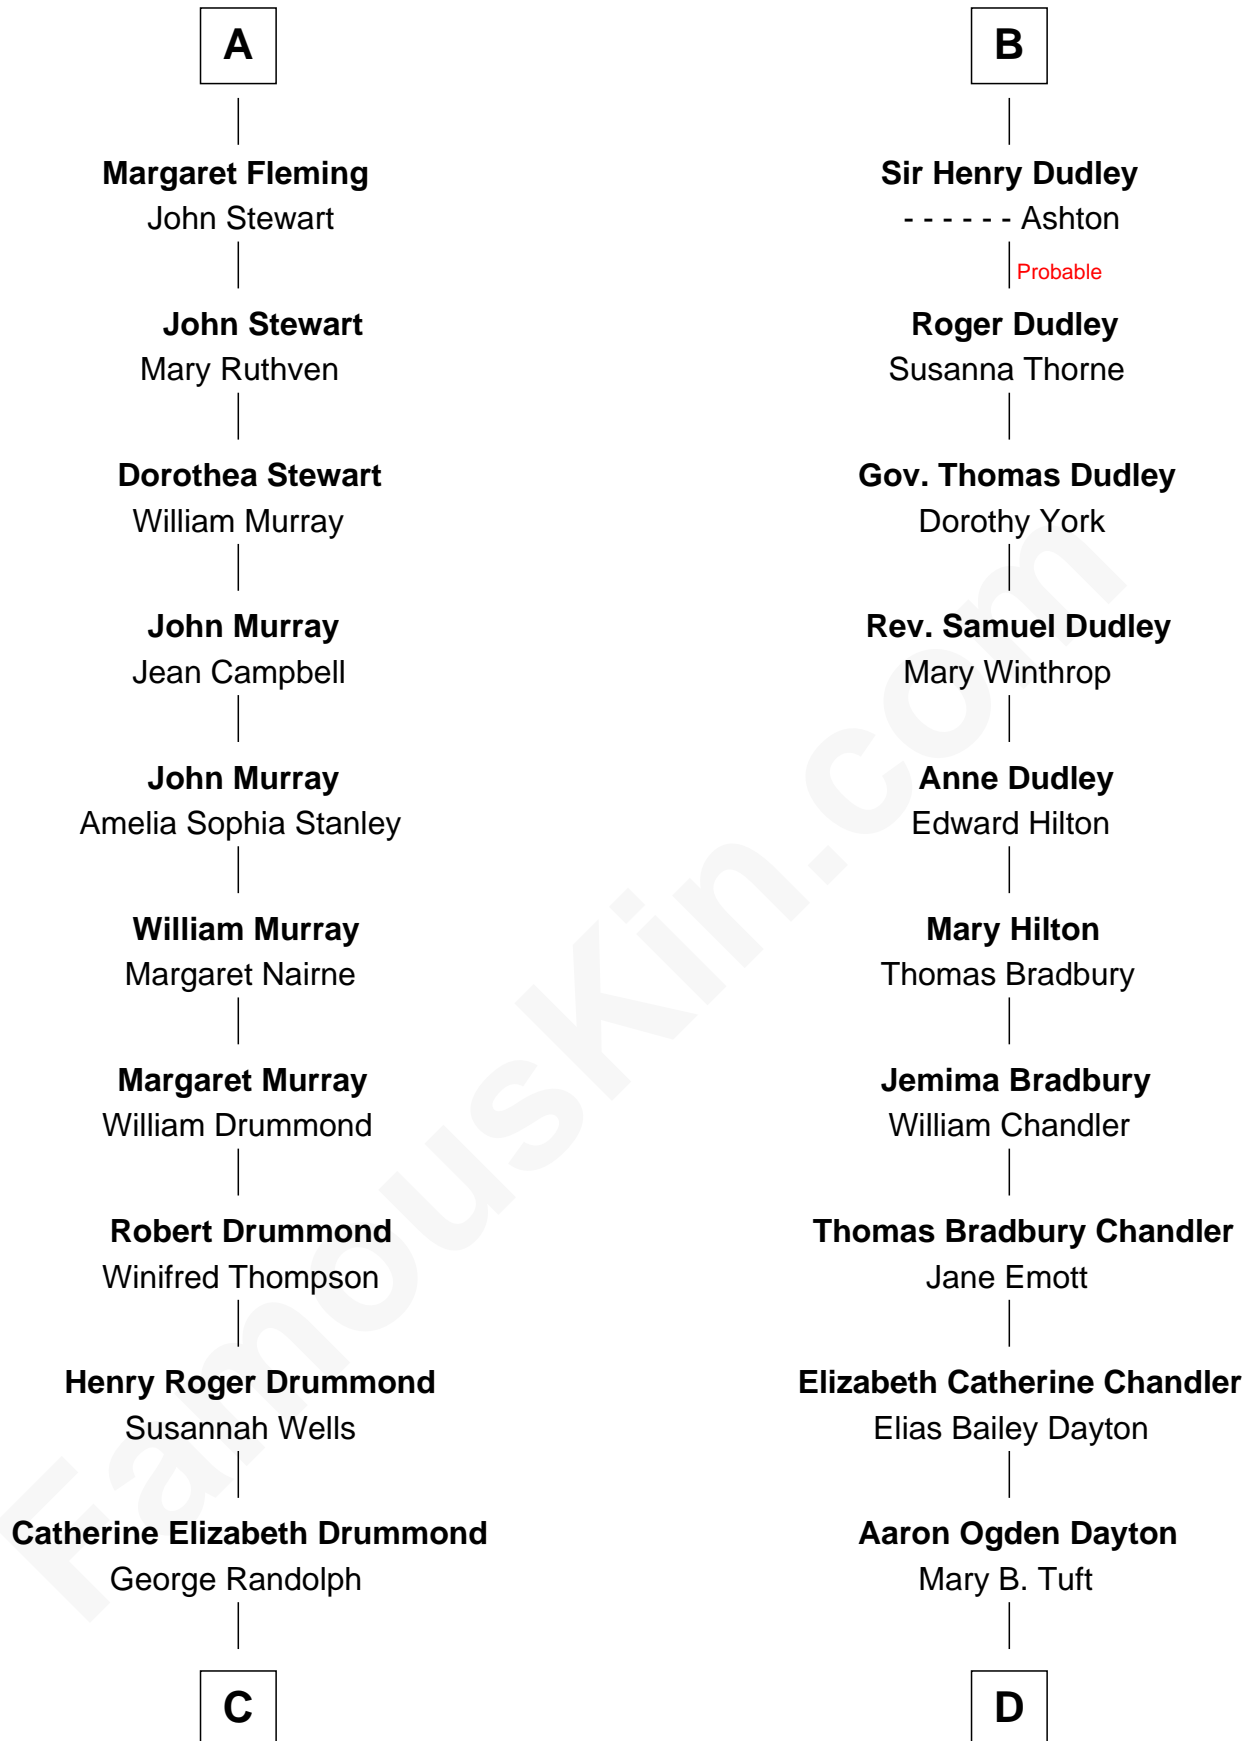 A
Margaret Fleming
John Stewart
John Stewart
Mary Ruthven
Dorothea Stewart
William Murray
John Murray
Jean Campbell
John Murray
Amelia Sophia Stanley
William Murray
Margaret Nairne
Margaret Murray
William Drummond
Robert Drummond
Winifred Thompson
Henry Roger Drummond
Susannah Wells
Catherine Elizabeth Drummond
George Randolph
C
B
Sir Henry Dudley
- - - - - - Ashton
Probable
Roger Dudley
Susanna Thorne
Gov. Thomas Dudley
Dorothy York
Rev. Samuel Dudley
Mary Winthrop
Anne Dudley
Edward Hilton
Mary Hilton
Thomas Bradbury
Jemima Bradbury
William Chandler
Thomas Bradbury Chandler
Jane Emott
Elizabeth Catherine Chandler
Elias Bailey Dayton
Aaron Ogden Dayton
Mary B. Tuft
D
FamousKin.com